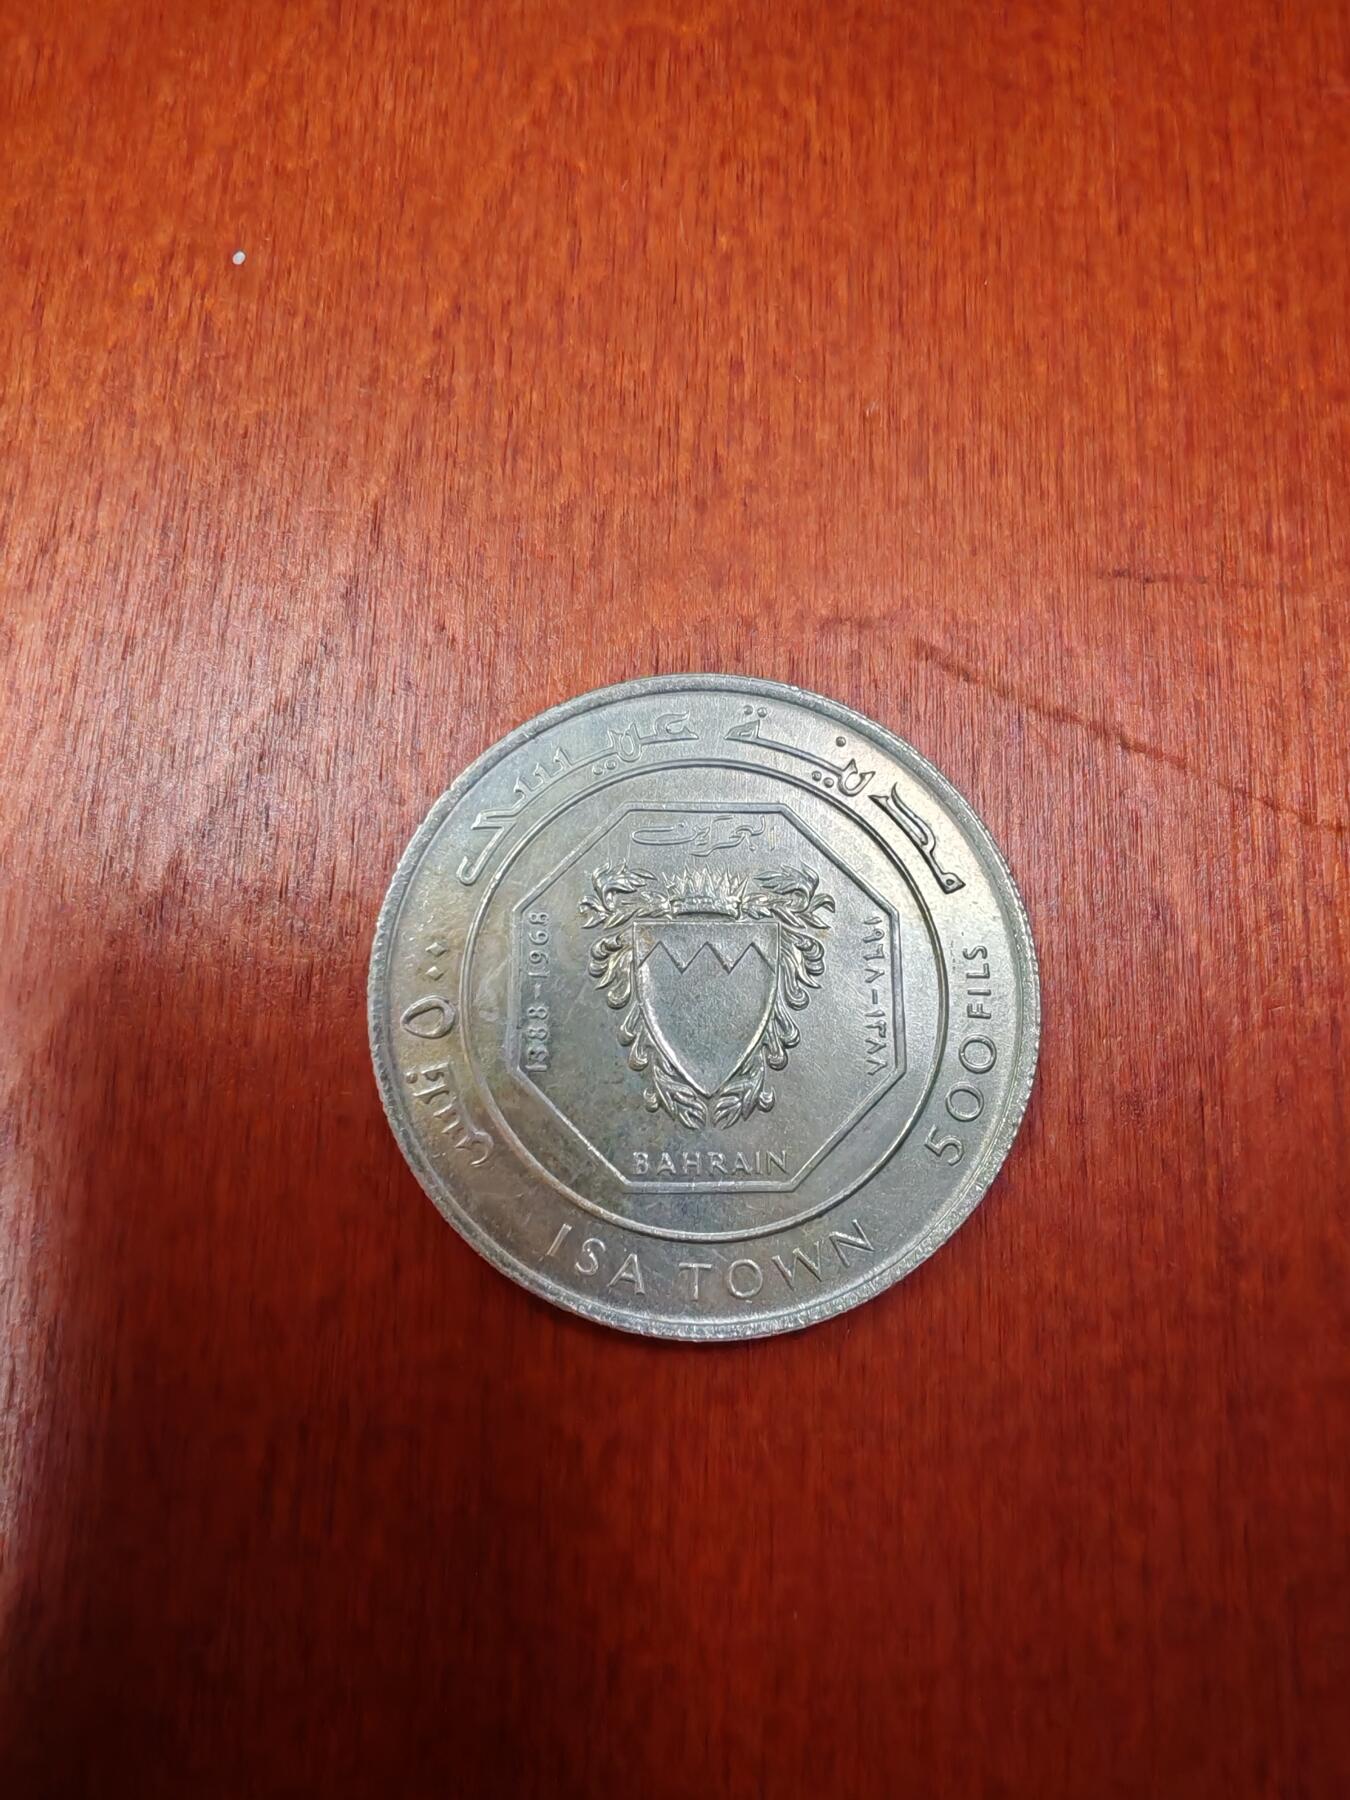 مدينة عيسى
٥٠٠ فلس
500 FILS
ISA TOWN
البحرين
1388-1968
١٩٦٨-١٣٨٨
BAHRAIN